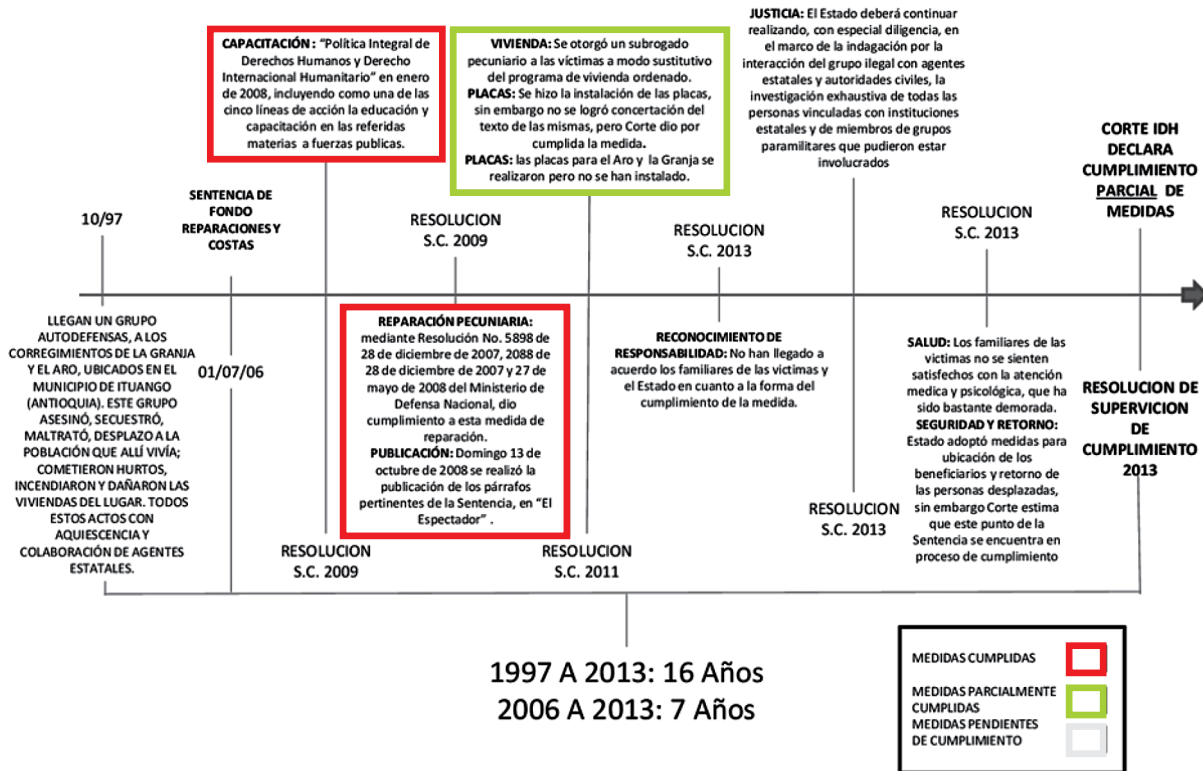 CAPACITACIÓN : "Política Integral de
Derechos Humanos y Derecho
Internacional Humanitario" en enero
de 2008, incluyendo como una de las
cinco líneas de acción la educación y
capacitación en las referidas
materias a fuerzas publicas.
VIVIENDA: Se otorgó un subrogado
pecuniario a las víctimas a modo sustitutivo
del programa de vivienda ordenado.
PLACAS: Se hizo la instalación de las placas,
sin embargo no se logró concertación del
texto de las mismas, pero Corte dio por
cumplida la medida.
PLACAS: las placas para el Aro y la Granja se
realizaron pero no se han instalado.
JUSTICIA: El Estado deberá continuar
realizando, con especial diligencia, en
el marco de la indagación por la
interacción del grupo ilegal con agentes
estatales y autoridades civiles, la
investigación exhaustiva de todas las
personas vinculadas con instituciones
estatales y de miembros de grupos
paramilitares que pudieron estar
involucrados
CORTE IDH
DECLARA
CUMPLIMIENTO
PARCIAL DE
MEDIDAS
10/97
SENTENCIA DE
FONDO
REPARACIONES Y
COSTAS
RESOLUCION
S.C. 2009
RESOLUCION
S.C. 2013
RESOLUCION
S.C. 2013
LLEGAN UN GRUPO
AUTODEFENSAS, A LOS
CORREGIMIENTOS DE LA GRANJA
Y EL ARO, UBICADOS EN EL
MUNICIPIO DE ITUANGO
(ANTIOQUIA). ESTE GRUPO
ASESINÓ, SECUESTRÓ,
MALTRATÓ, DESPLAZO A LA
POBLACIÓN QUE ALLÍ VIVÍA;
COMETIERON HURTOS,
INCENDIARON Y DAÑARON LAS
VIVIENDAS DEL LUGAR. TODOS
ESTOS ACTOS CON
AQUIESCENCIA Y
COLABORACIÓN DE AGENTES
ESTATALES.
01/07/06
RESOLUCION
S.C. 2009
REPARACIÓN PECUNIARIA:
mediante Resolución No. 5898 de
28 de diciembre de 2007, 2088 de
28 de diciembre de 2007 y 27 de
mayo de 2008 del Ministerio de
Defensa Nacional, dio
cumplimiento a esta medida de
reparación.
PUBLICACIÓN: Domingo 13 de
octubre de 2008 se realizó la
publicación de los párrafos
pertinentes de la Sentencia, en "El
Espectador" .
RESOLUCION
S.C. 2011
RECONOCIMIENTO DE
RESPONSABILIDAD: No han llegado a
acuerdo los familiares de las victimas y
el Estado en cuanto a la forma del
cumplimiento de la medida.
RESOLUCION
S.C. 2013
SALUD: Los familiares de las
victimas no se sienten
satisfechos con la atención
medica y psicológica, que ha
sido bastante demorada.
SEGURIDAD Y RETORNO:
Estado adoptó medidas para
ubicación de los
beneficiarios y retorno de
las personas desplazadas,
sin embargo Corte estima
que este punto de la
Sentencia se encuentra en
proceso de cumplimiento
RESOLUCION DE
SUPERVICION
DE
CUMPLIMIENTO
2013
1997 A 2013: 16 Años
2006 A 2013: 7 Años
MEDIDAS CUMPLIDAS
MEDIDAS PARCIALMENTE
CUMPLIDAS
MEDIDAS PENDIENTES
DE CUMPLIMIENTO